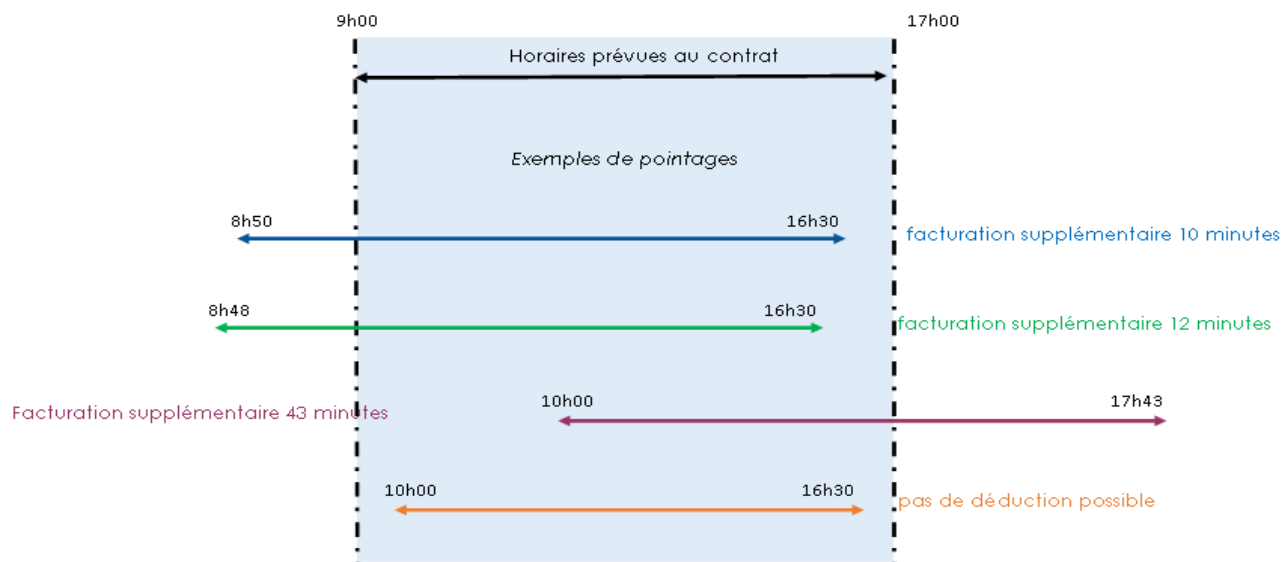 9h00
17h00
Horaires prévues au contrat
Exemples de pointages
8h50
16h30
facturation supplémentaire 10 minutes
8h48
16h30
facturation supplémentaire 12 minutes
Facturation supplémentaire 43 minutes
10h00
17h43
10h00
16h30
pas de déduction possible